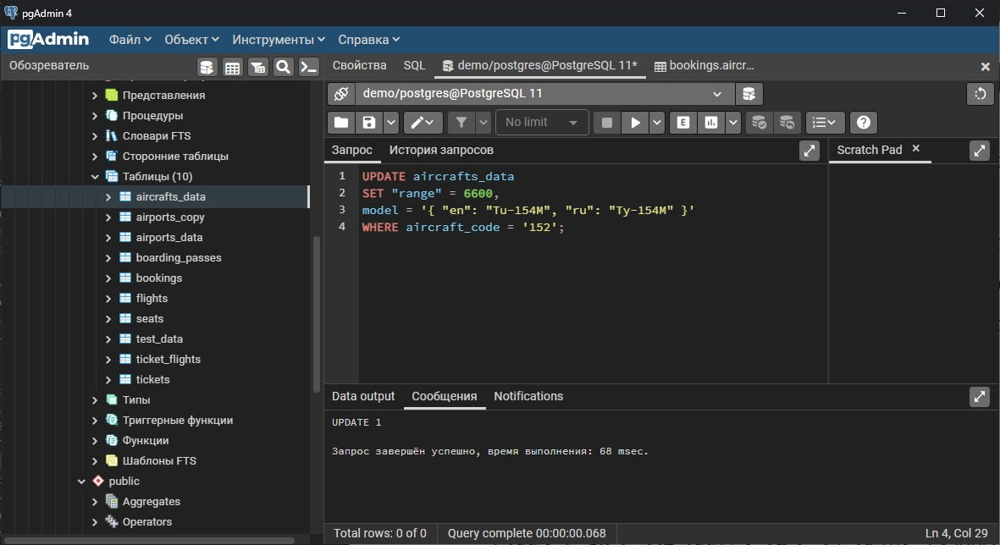 pgAdmin 4
pgAdmin
Файл Объект Инструменты Справка
Обозреватель
Свойства SQL demo/postgres@PostgreSQL 11* bookings.aircr...
demo/postgres@PostgreSQL 11
No limit
Запрос История запросов
Scratch Pad
1 UPDATE aircrafts_data
2 SET "range" = 6600,
3 model = '{ "en": "Tu-154M", "ru": "Ту-154М" }'
4 WHERE aircraft_code = '152';
Представления
Процедуры
Словари FTS
Сторонние таблицы
Таблицы (10)
aircrafts_data
airports_copy
airports_data
boarding_passes
bookings
flights
seats
test_data
ticket_flights
tickets
Типы
Триггерные функции
Функции
Шаблоны FTS
public
Aggregates
Operators
Data output Сообщения Notifications
UPDATE 1
Запрос завершён успешно, время выполнения: 68 msec.
Total rows: 0 of 0 Query complete 00:00:00.068 Ln 4, Col 29